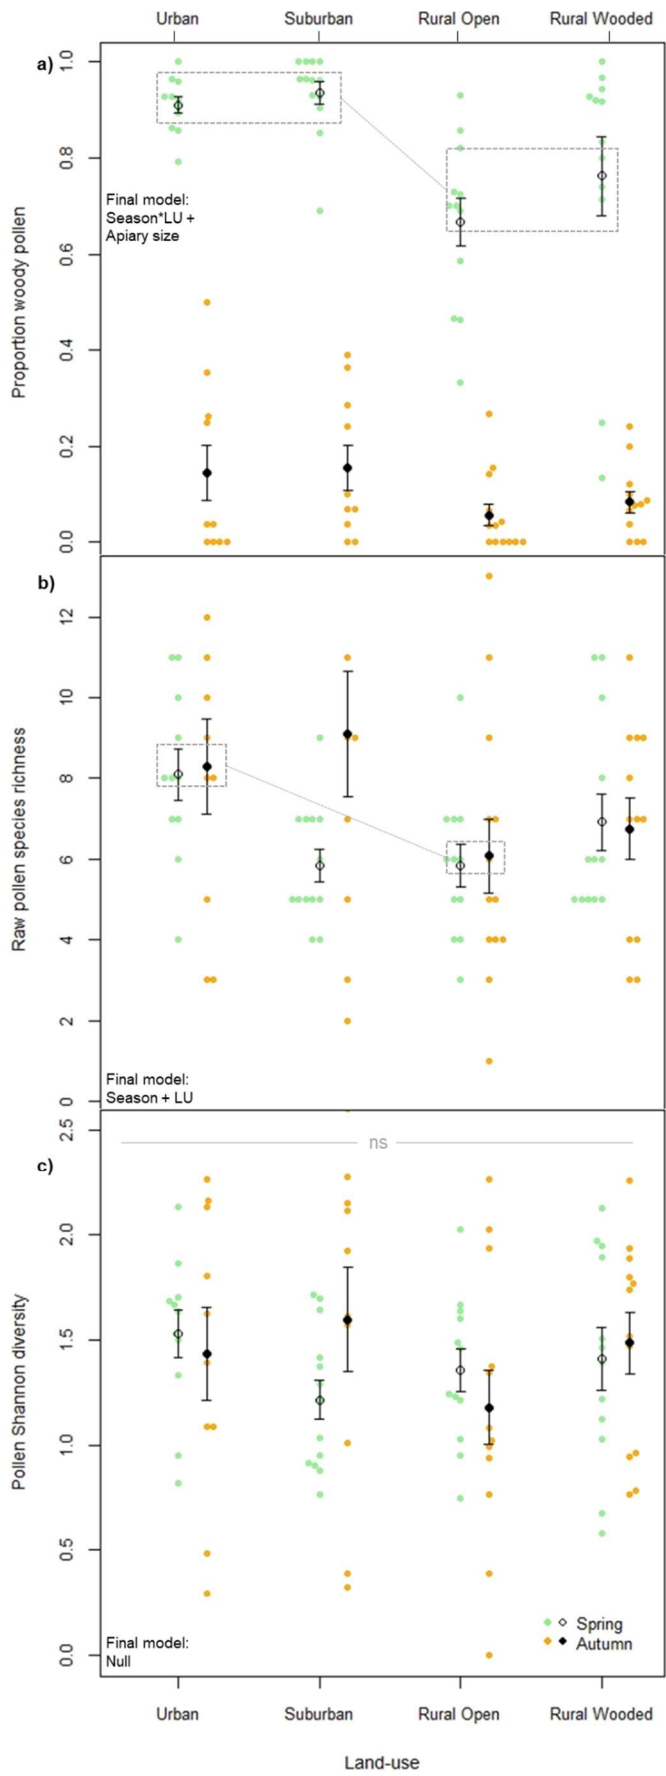 Urban Suburban Rural Open Rural Wooded
a)
1.0
0.8
Final model:
Season*LU +
Apiary size
Proportion woody pollen
0.6
0.4
0.2
0.0
b)
12
10
8
Raw pollen species richness
6
4
2
Final model:
Season + LU
0
2.5
ns
c)
2.0
1.5
Pollen Shannon diversity
1.0
0.5
Spring
Autumn
Final model:
Null
0.0
Urban Suburban Rural Open Rural Wooded
Land-use